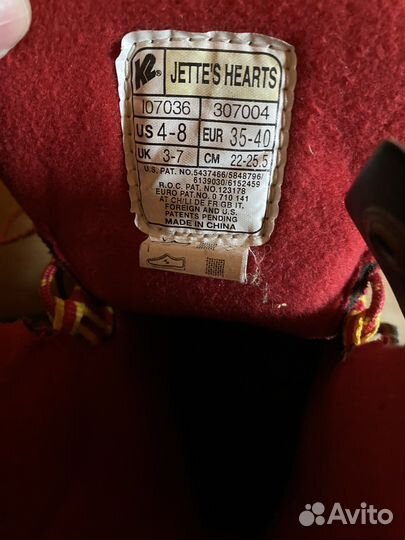 K2 JETTE'S HEARTS
I07036 307004
US 4-8 EUR 35-40
UK 3-7 CM 22-25.5
U.S. PAT. NO.5437466/5848796/
6139030/6152459
R.O.C. PAT NO.123178
EURO PAT.NO. 0 710 141
AT CH/LI DE FR GB IT.
FOREIGN AND U.S.
PATENTS PENDING
MADE IN CHINA
Avito